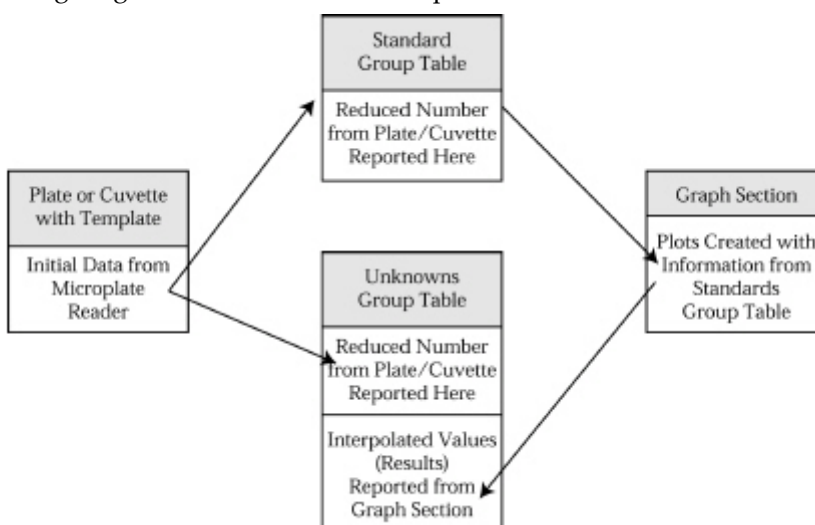 Standard
Group Table
Reduced Number
from Plate/Cuvette
Reported Here
Plate or Cuvette
with Template
Initial Data from
Microplate
Reader
Unknowns
Group Table
Reduced Number
from Plate/Cuvette
Reported Here
Interpolated Values
(Results)
Reported from
Graph Section
Graph Section
Plots Created with
Information from
Standards
Group Table